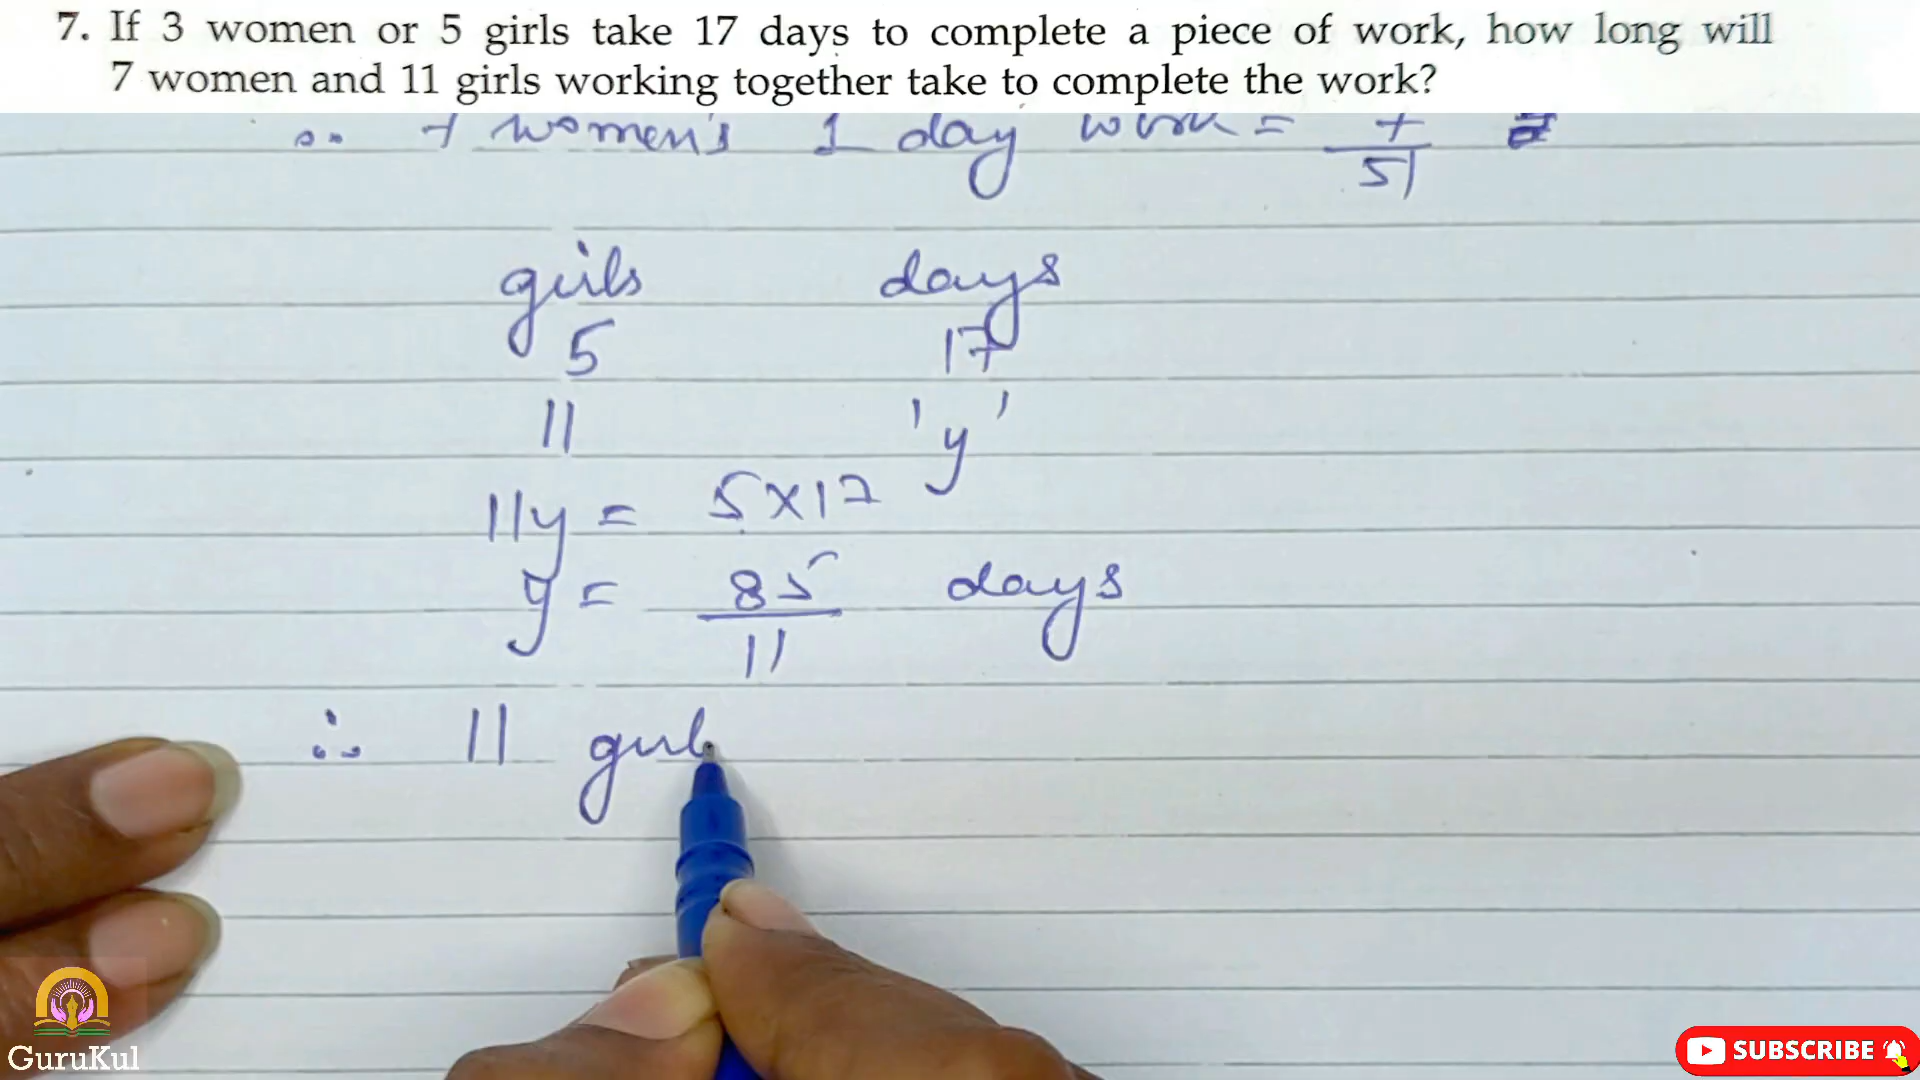 7. If 3 women or 5 girls take 17 days to complete a piece of work, how long will
7 women and 11 girls working together take to complete the work?
∴ 7 women's 1 day work = 7/51
girls days
5 17
11 'y'
11y = 5×17
y = 85/11 days
∴ 11 girl
GuruKul
SUBSCRIBE